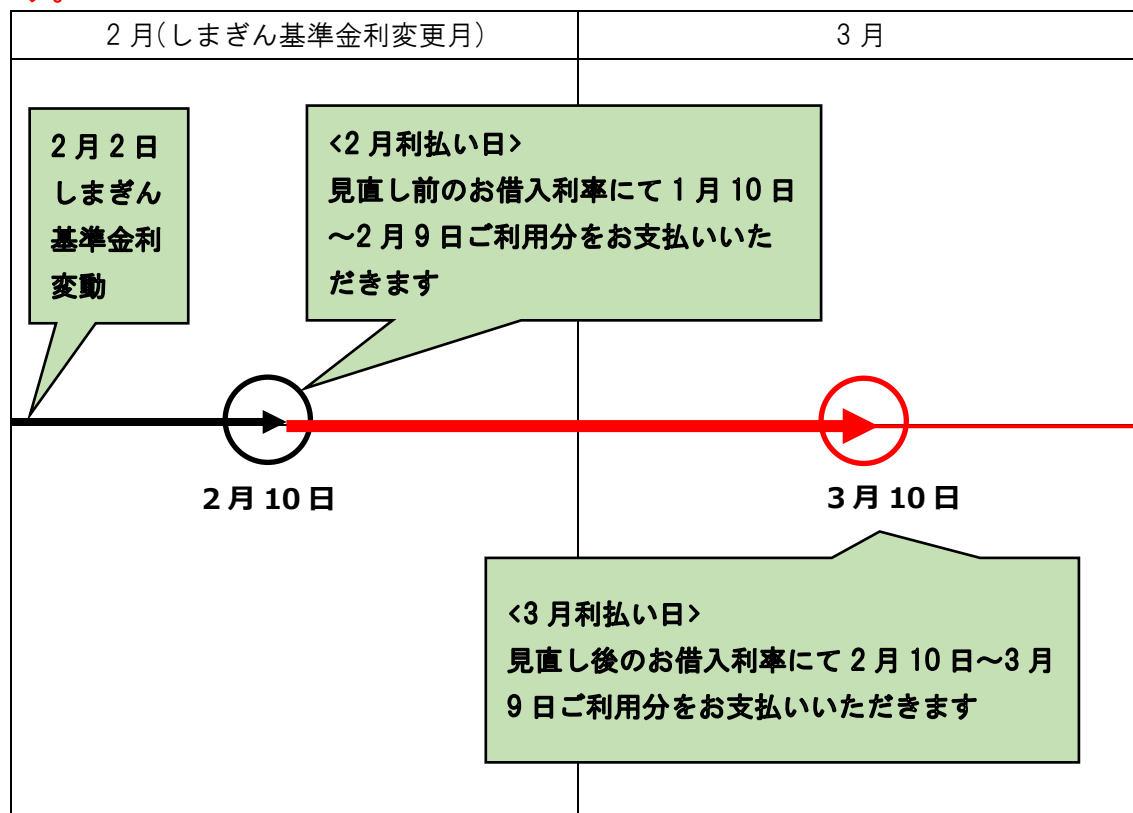 2月(しまぎん基準金利変更月)
3月
2月2日
しまぎん
基準金利
変動
<2月利払い日>
見直し前のお借入利率にて1月10日
～2月9日ご利用分をお支払いいた
だきます
2月10日
3月10日
<3月利払い日>
見直し後のお借入利率にて2月10日～3月
9日ご利用分をお支払いいただきます